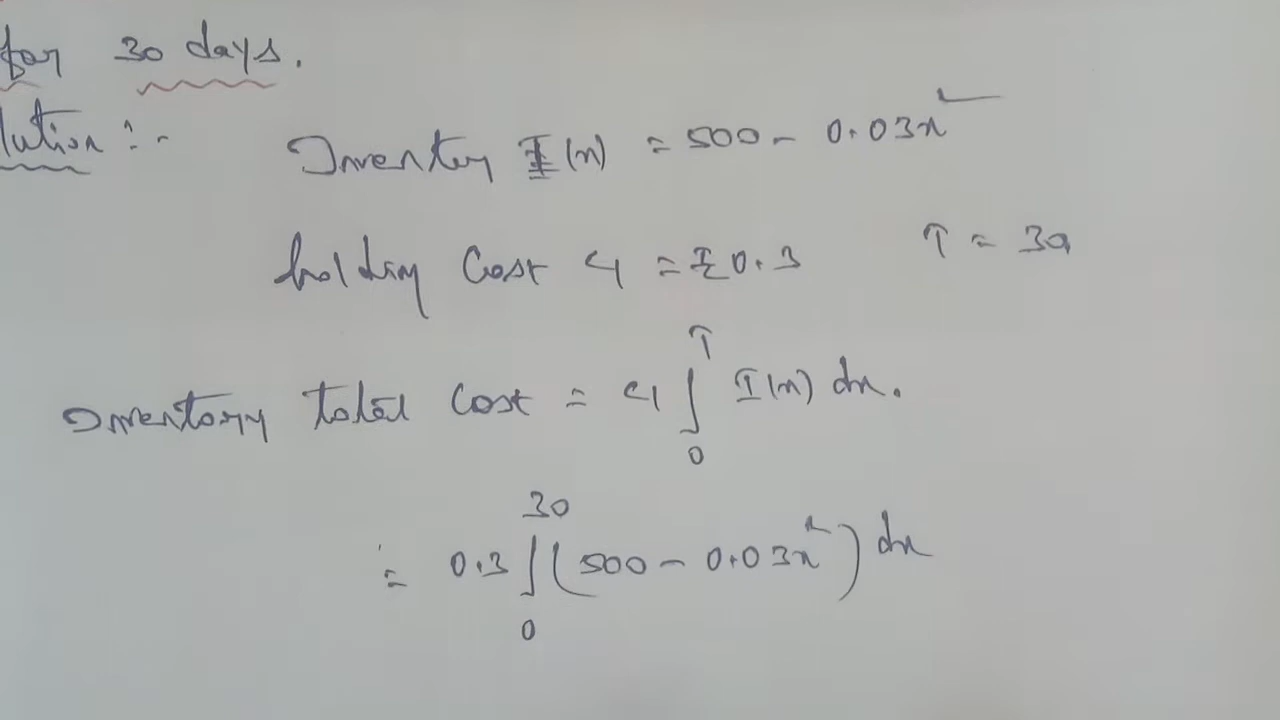 for 30 days.
lution :-
Inventory I(x) = 500 - 0.03x²
holding Cost C₁ = ₹0.3 T = 30
Inventory total Cost = C₁ ∫₀ᵀ I(x) dx.
= 0.3 ∫₀³⁰ (500 - 0.03x²) dx